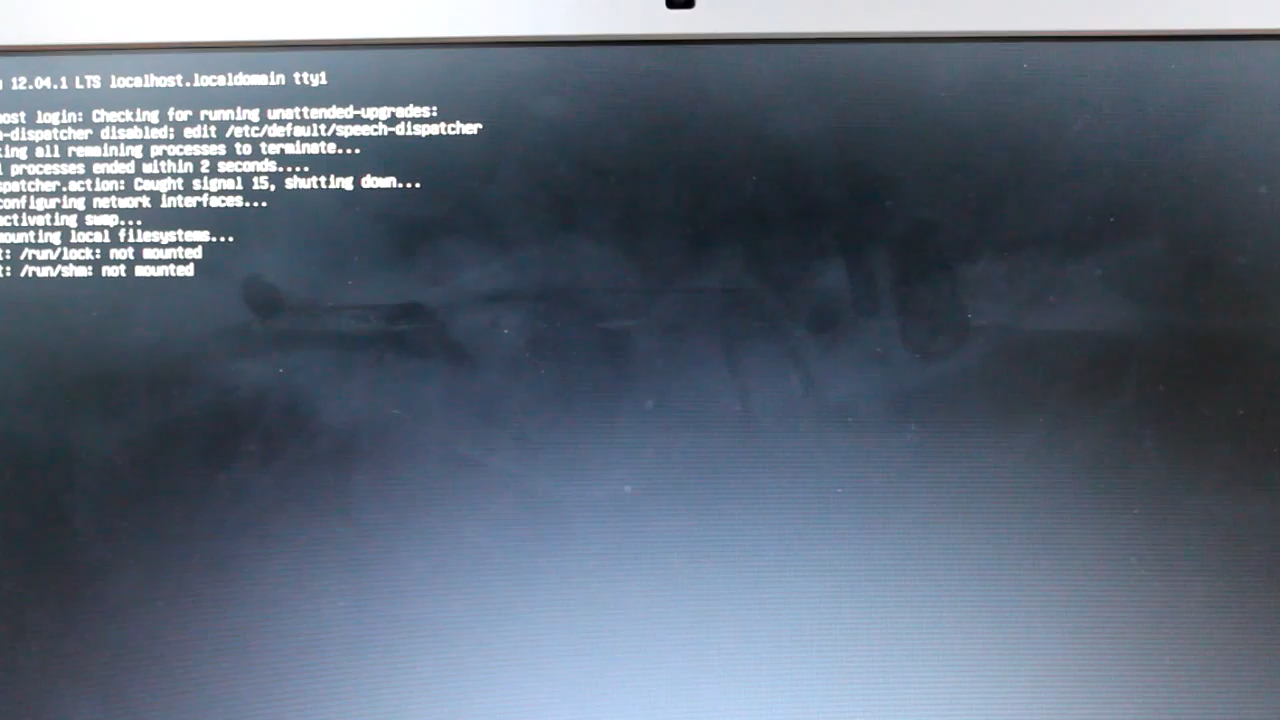 12.04.1 LTS localhost.localdomain tty1
ost login: Checking for running unattended-upgrades:
-dispatcher disabled; edit /etc/default/speech-dispatcher
ing all remaining processes to terminate...
processes ended within 2 seconds....
spatcher.action: Caught signal 15, shutting down...
configuring network interfaces...
activating swap...
mounting local filesystems...
t: /run/lock: not mounted
t: /run/shm: not mounted